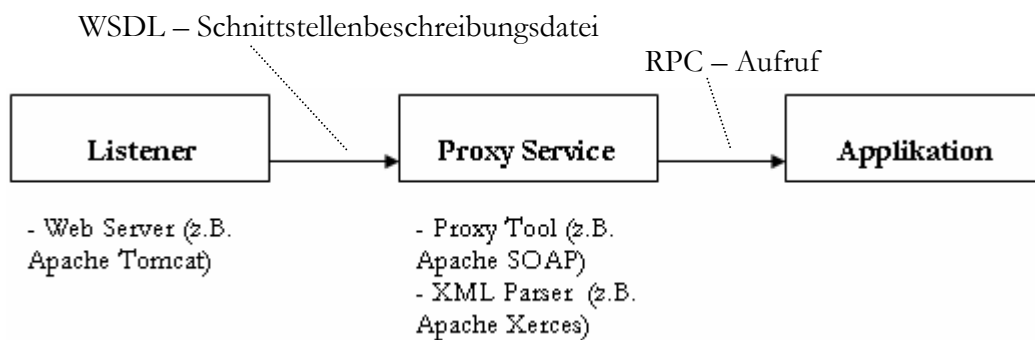 WSDL – Schnittstellenbeschreibungsdatei
RPC – Aufruf
Listener
Proxy Service
Applikation
- Web Server (z.B.
Apache Tomcat)
- Proxy Tool (z.B.
Apache SOAP)
- XML Parser (z.B.
Apache Xerces)